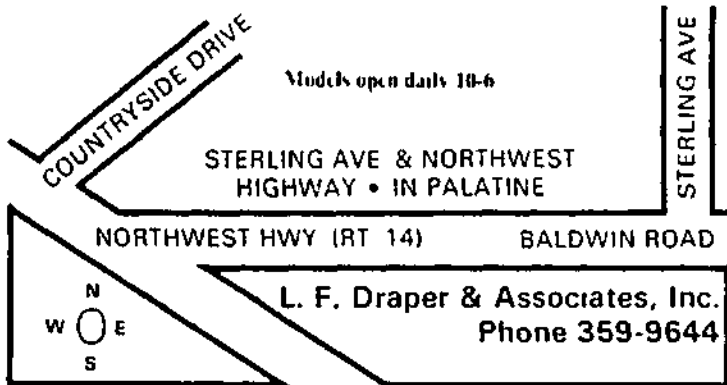 COUNTRYSIDE DRIVE
Models open daily 10-6
STERLING AVE
STERLING AVE & NORTHWEST
HIGHWAY • IN PALATINE
NORTHWEST HWY (RT 14)
BALDWIN ROAD
N
W E
S
L. F. Draper & Associates, Inc.
Phone 359-9644